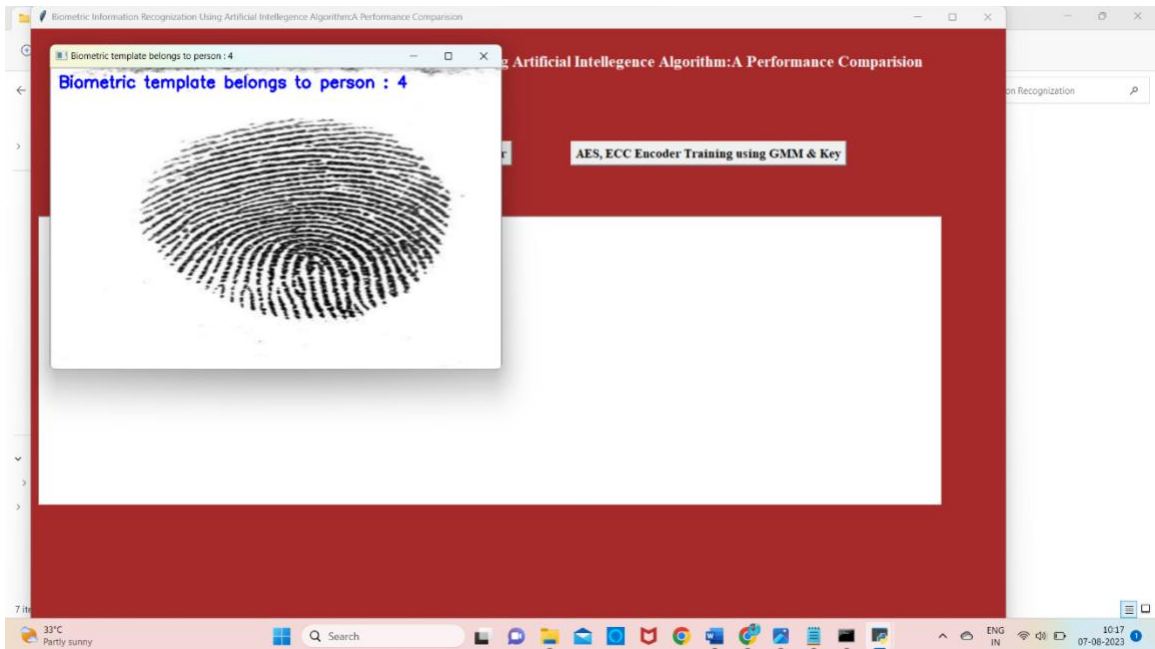 Biometric Information Recognization Using Artificial Intellegence Algorithm:A Performance Comparision
Biometric template belongs to person : 4
g Artificial Intellegence Algorithm:A Performance Comparision
Biometric template belongs to person : 4
on Recognization
r
AES, ECC Encoder Training using GMM & Key
7 ite
33°C
Partly sunny
Search
ENG
IN
10:17
07-08-2023
1